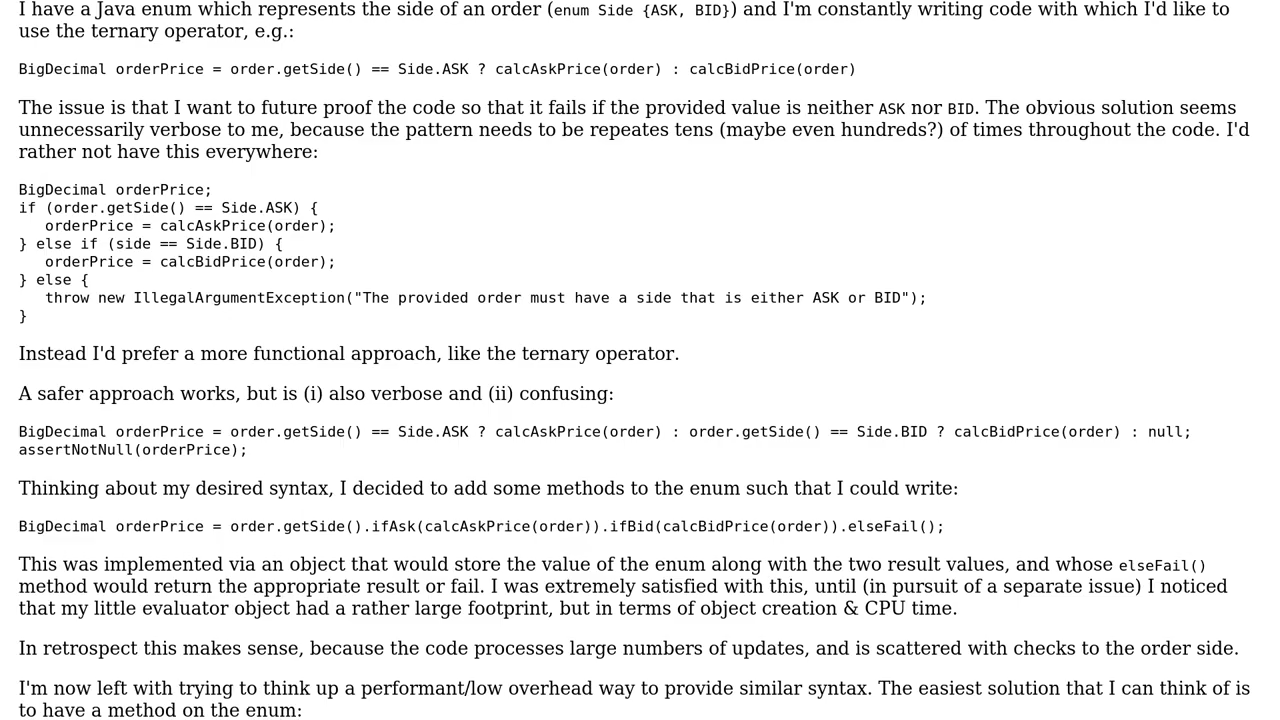 I have a Java enum which represents the side of an order (enum Side {ASK, BID}) and I'm constantly writing code with which I'd like to
use the ternary operator, e.g.:
BigDecimal orderPrice = order.getSide() == Side.ASK ? calcAskPrice(order) : calcBidPrice(order)
The issue is that I want to future proof the code so that it fails if the provided value is neither ASK nor BID. The obvious solution seems
unnecessarily verbose to me, because the pattern needs to be repeates tens (maybe even hundreds?) of times throughout the code. I'd
rather not have this everywhere:
BigDecimal orderPrice;
if (order.getSide() == Side.ASK) {
   orderPrice = calcAskPrice(order);
} else if (side == Side.BID) {
   orderPrice = calcBidPrice(order);
} else {
   throw new IllegalArgumentException("The provided order must have a side that is either ASK or BID");
}
Instead I'd prefer a more functional approach, like the ternary operator.
A safer approach works, but is (i) also verbose and (ii) confusing:
BigDecimal orderPrice = order.getSide() == Side.ASK ? calcAskPrice(order) : order.getSide() == Side.BID ? calcBidPrice(order) : null;
assertNotNull(orderPrice);
Thinking about my desired syntax, I decided to add some methods to the enum such that I could write:
BigDecimal orderPrice = order.getSide().ifAsk(calcAskPrice(order)).ifBid(calcBidPrice(order)).elseFail();
This was implemented via an object that would store the value of the enum along with the two result values, and whose elseFail()
method would return the appropriate result or fail. I was extremely satisfied with this, until (in pursuit of a separate issue) I noticed
that my little evaluator object had a rather large footprint, but in terms of object creation & CPU time.
In retrospect this makes sense, because the code processes large numbers of updates, and is scattered with checks to the order side.
I'm now left with trying to think up a performant/low overhead way to provide similar syntax. The easiest solution that I can think of is
to have a method on the enum: